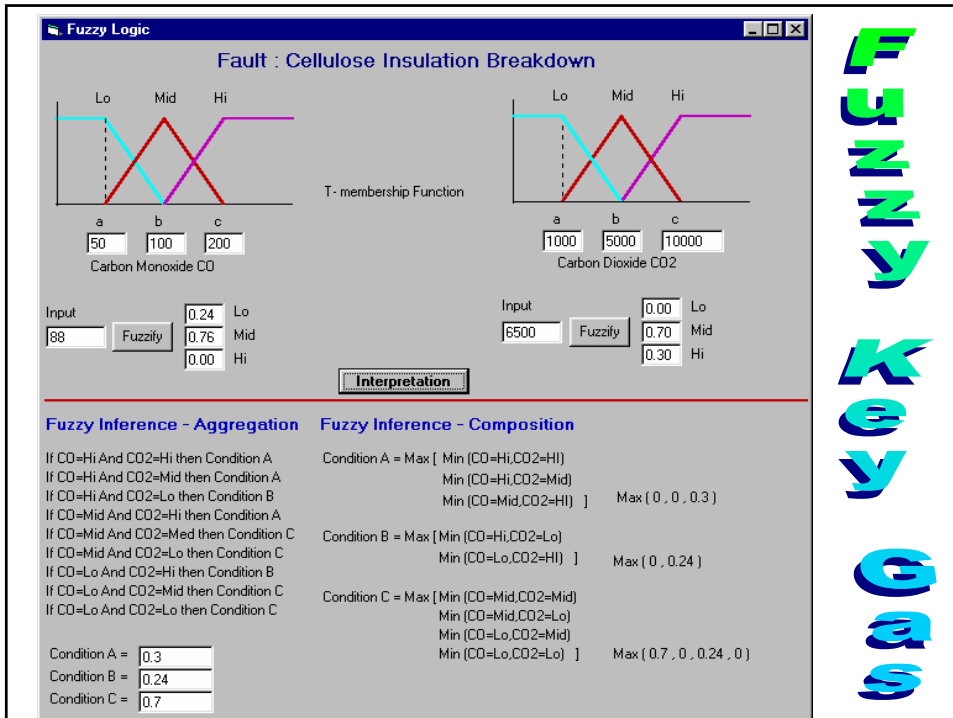 Fuzzy Logic
Fault : Cellulose Insulation Breakdown
Lo Mid Hi
a b c
50 100 200
Carbon Monoxide CO
T- membership Function
Lo Mid Hi
a b c
1000 5000 10000
Carbon Dioxide CO2
Input
88 Fuzzify
0.24 Lo
0.76 Mid
0.00 Hi
Input
6500 Fuzzify
0.00 Lo
0.70 Mid
0.30 Hi
Interpretation
Fuzzy Inference - Aggregation
If CO=Hi And CO2=Hi then Condition A
If CO=Hi And CO2=Mid then Condition A
If CO=Hi And CO2=Lo then Condition B
If CO=Mid And CO2=Hi then Condition A
If CO=Mid And CO2=Med then Condition C
If CO=Mid And CO2=Lo then Condition C
If CO=Lo And CO2=Hi then Condition B
If CO=Lo And CO2=Mid then Condition C
If CO=Lo And CO2=Lo then Condition C
Condition A = 0.3
Condition B = 0.24
Condition C = 0.7
Fuzzy Inference - Composition
Condition A = Max [ Min (CO=Hi,CO2=HI)
Min (CO=Hi,CO2=Mid)
Min (CO=Mid,CO2=HI) ] Max ( 0 , 0 , 0.3 )
Condition B = Max [ Min (CO=Hi,CO2=Lo)
Min (CO=Lo,CO2=HI) ] Max ( 0 , 0.24 )
Condition C = Max [ Min (CO=Mid,CO2=Mid)
Min (CO=Mid,CO2=Lo)
Min (CO=Lo,CO2=Mid)
Min (CO=Lo,CO2=Lo) ] Max ( 0.7 , 0 , 0.24 , 0 )
Fuzzy Key Gas